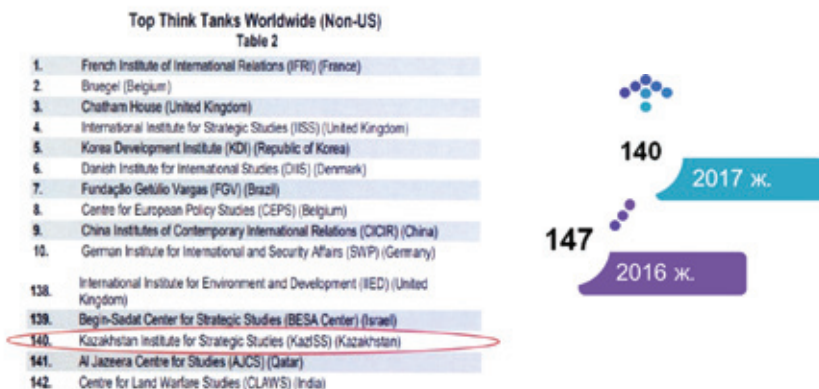 Top Think Tanks Worldwide (Non-US)
Table 2
1. French Institute of International Relations (IFRI) (France)
2. Bruegel (Belgium)
3. Chatham House (United Kingdom)
4. International Institute for Strategic Studies (IISS) (United Kingdom)
5. Korea Development Institute (KDI) (Republic of Korea)
6. Danish Institute for International Studies (DIIS) (Denmark)
7. Fundação Getúlio Vargas (FGV) (Brazil)
8. Centre for European Policy Studies (CEPS) (Belgium)
9. China Institutes of Contemporary International Relations (CICIR) (China)
10. German Institute for International and Security Affairs (SWP) (Germany)
138. International Institute for Environment and Development (IIED) (United
Kingdom)
139. Begin-Sadat Center for Strategic Studies (BESA Center) (Israel)
140. Kazakhstan Institute for Strategic Studies (KazISS) (Kazakhstan)
141. Al Jazeera Centre for Studies (AJCS) (Qatar)
142. Centre for Land Warfare Studies (CLAWS) (India)
140
2017 ж.
147
2016 ж.